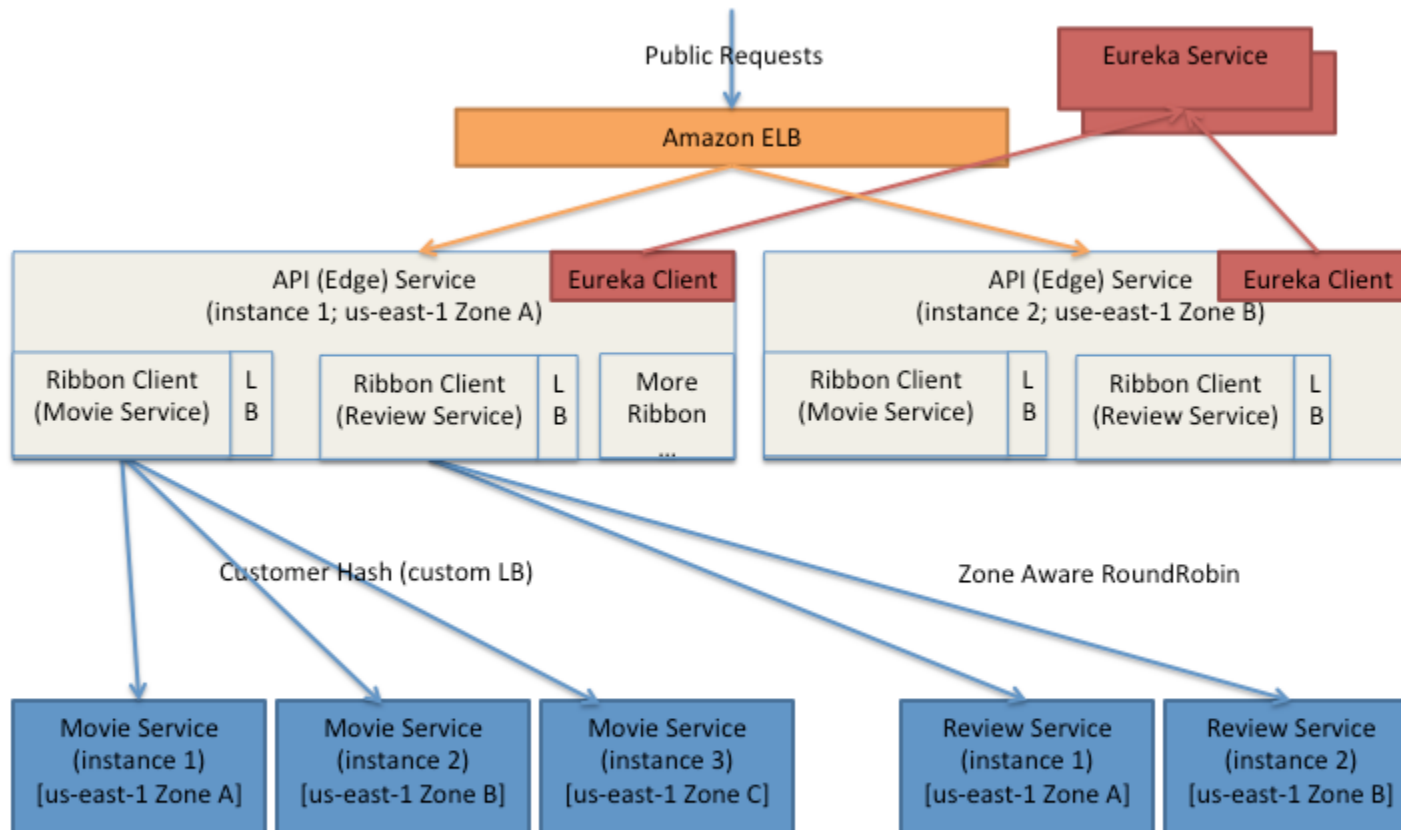 Public Requests
Eureka Service
Amazon ELB
API (Edge) Service
(instance 1; us-east-1 Zone A)
Eureka Client
API (Edge) Service
(instance 2; use-east-1 Zone B)
Eureka Client
Ribbon Client
(Movie Service)
L
B
Ribbon Client
(Review Service)
L
B
More
Ribbon
...
Ribbon Client
(Movie Service)
L
B
Ribbon Client
(Review Service)
L
B
Customer Hash (custom LB)
Zone Aware RoundRobin
Movie Service
(instance 1)
[us-east-1 Zone A]
Movie Service
(instance 2)
[us-east-1 Zone B]
Movie Service
(instance 3)
[us-east-1 Zone C]
Review Service
(instance 1)
[us-east-1 Zone A]
Review Service
(instance 2)
[us-east-1 Zone B]